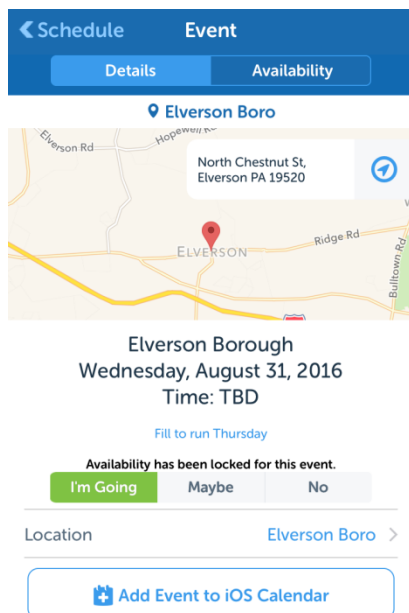 Schedule
Event
Details
Availability
Elverson Boro
Elverson Rd
North Chestnut St,
Elverson PA 19520
ELVERSON
Ridge Rd
Bulltown Rd
Elverson Borough
Wednesday, August 31, 2016
Time: TBD
Fill to run Thursday
Availability has been locked for this event.
I'm Going
Maybe
No
Location
Elverson Boro
Add Event to iOS Calendar